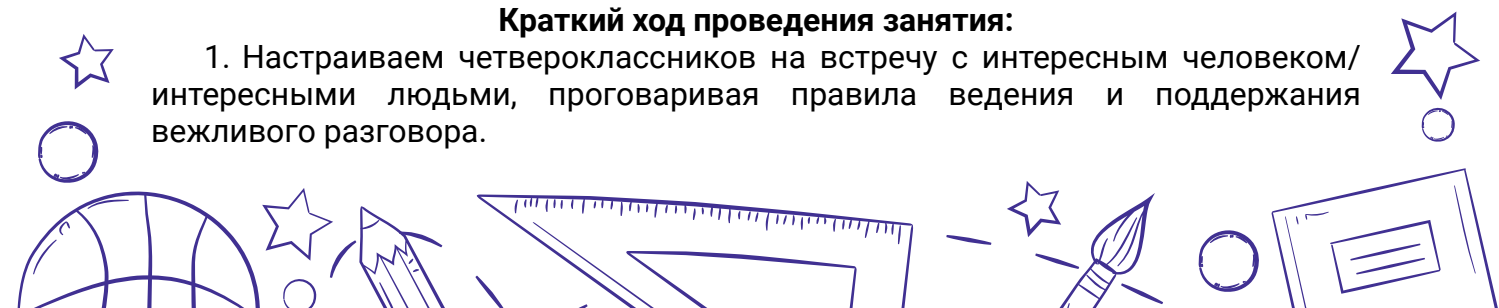 Краткий ход проведения занятия:
1. Настраиваем четвероклассников на встречу с интересным человеком/
интересными людьми, проговаривая правила ведения и поддержания
вежливого разговора.